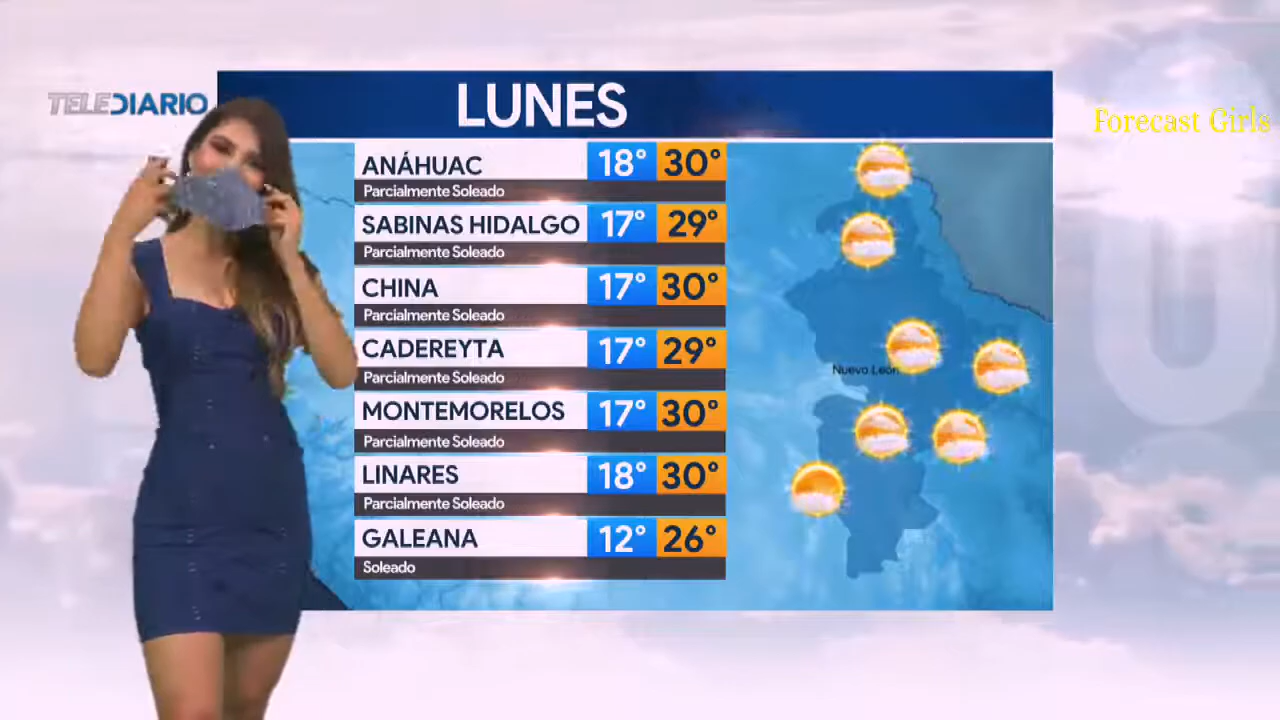 TELEDIARIO
LUNES
Forecast Girls
ANÁHUAC 18° 30°
Parcialmente Soleado
SABINAS HIDALGO 17° 29°
Parcialmente Soleado
CHINA 17° 30°
Parcialmente Soleado
CADEREYTA 17° 29°
Parcialmente Soleado
MONTEMORELOS 17° 30°
Parcialmente Soleado
LINARES 18° 30°
Parcialmente Soleado
GALEANA 12° 26°
Soleado
Nuevo León